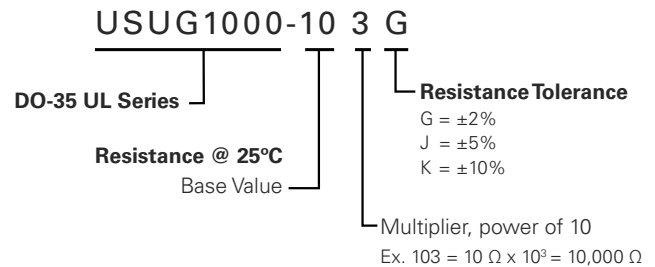 USUG1000-10 3 G
DO-35 UL Series
Resistance @ 25ºC
Base Value
Resistance Tolerance
G = ±2%
J = ±5%
K = ±10%
Multiplier, power of 10
Ex. 103 = 10 Ω x 10³ = 10,000 Ω